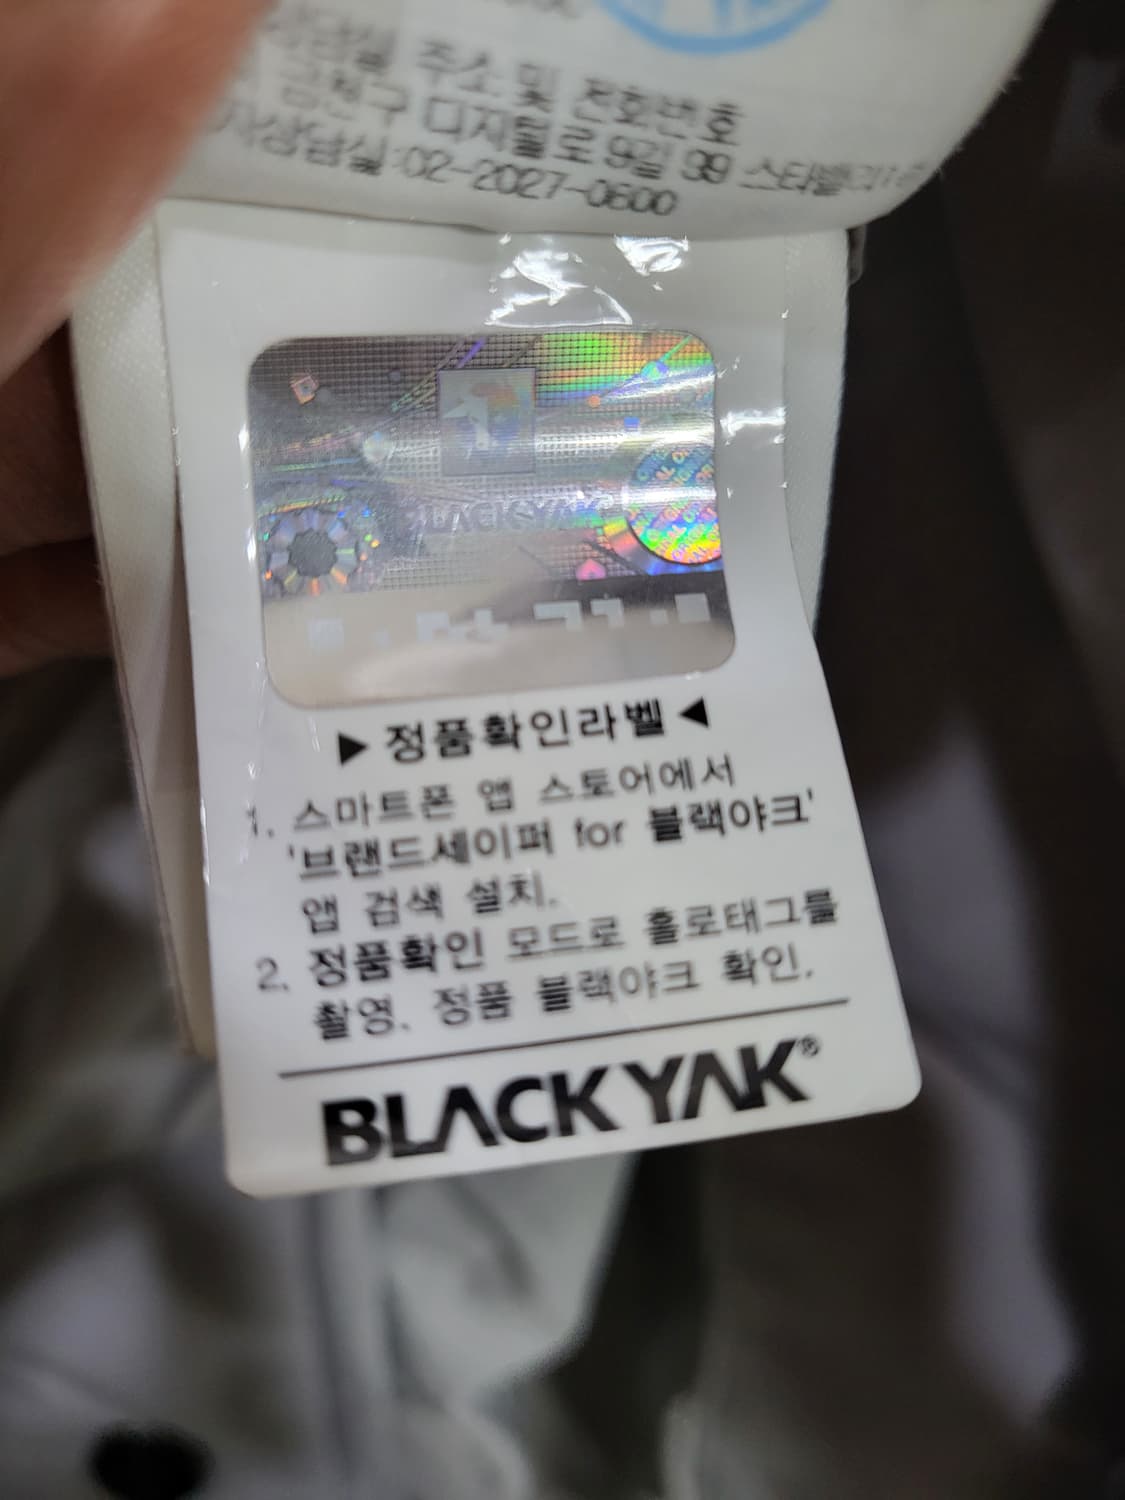 주소 및 전화번호
금천구 디지털로9길 99 스타밸리
상담실:02-2027-0600
BLACKYAK
▶ 정품확인라벨 ◀
1. 스마트폰 앱 스토어에서
'브랜드세이퍼 for 블랙야크'
앱 검색 설치.
2. 정품확인 모드로 홀로태그를
촬영. 정품 블랙야크 확인.
BLACKYAK®